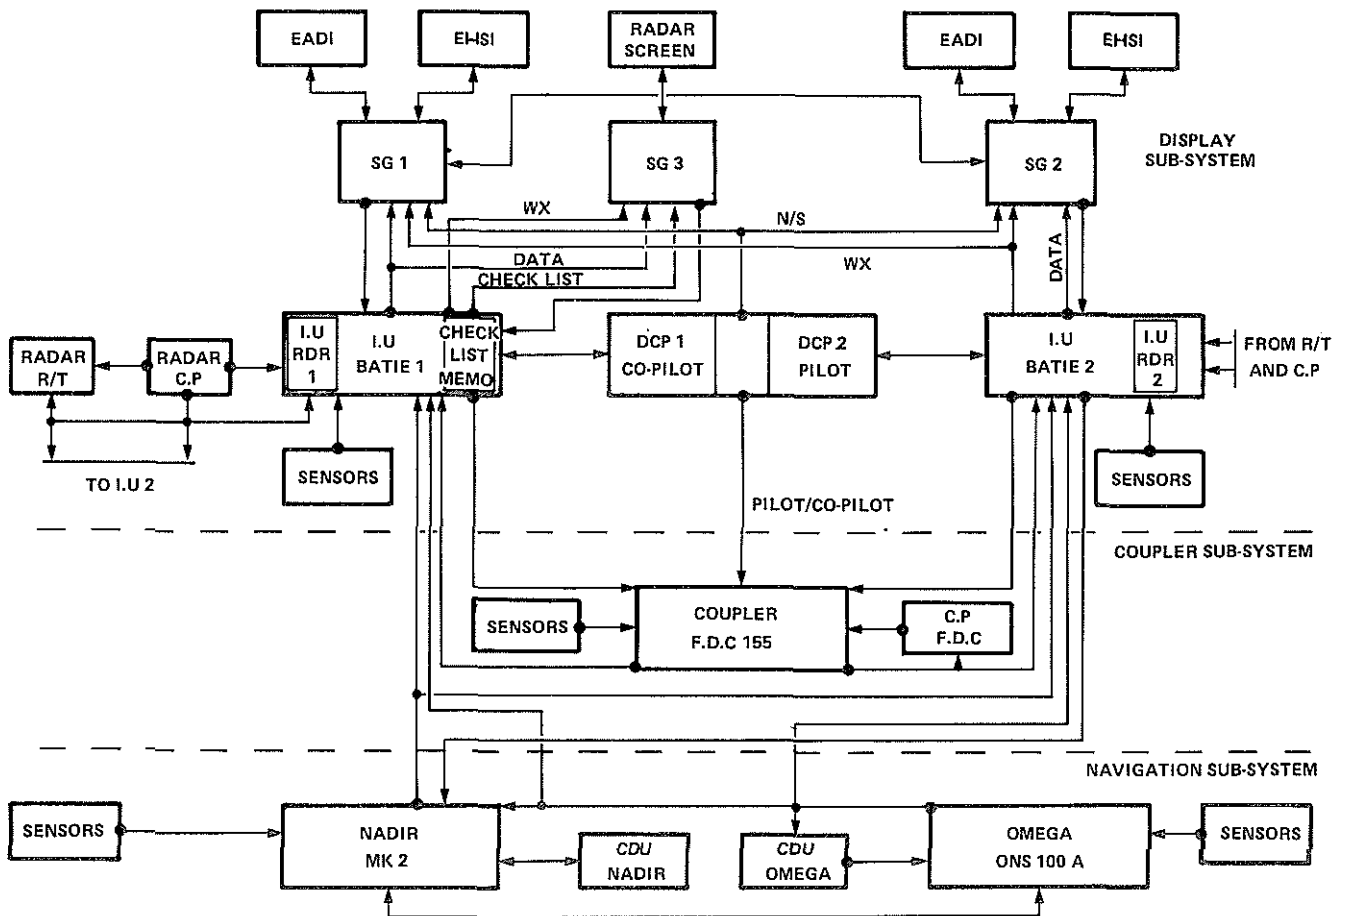 EADI
EHSI
RADAR
SCREEN
EADI
EHSI
SG 1
SG 3
SG 2
DISPLAY
SUB-SYSTEM
WX
N/S
DATA
WX
DATA
CHECK LIST
I.U
RDR
1
I.U
BATIE 1
CHECK
LIST
MEMO
DCP 1
CO-PILOT
DCP 2
PILOT
I.U
BATIE 2
I.U
RDR
2
RADAR
R/T
RADAR
C.P
FROM R/T
AND C.P
SENSORS
SENSORS
TO I.U 2
PILOT/CO-PILOT
COUPLER SUB-SYSTEM
SENSORS
COUPLER
F.D.C 155
C.P
F.D.C
NAVIGATION SUB-SYSTEM
SENSORS
NADIR
MK 2
CDU
NADIR
CDU
OMEGA
OMEGA
ONS 100 A
SENSORS